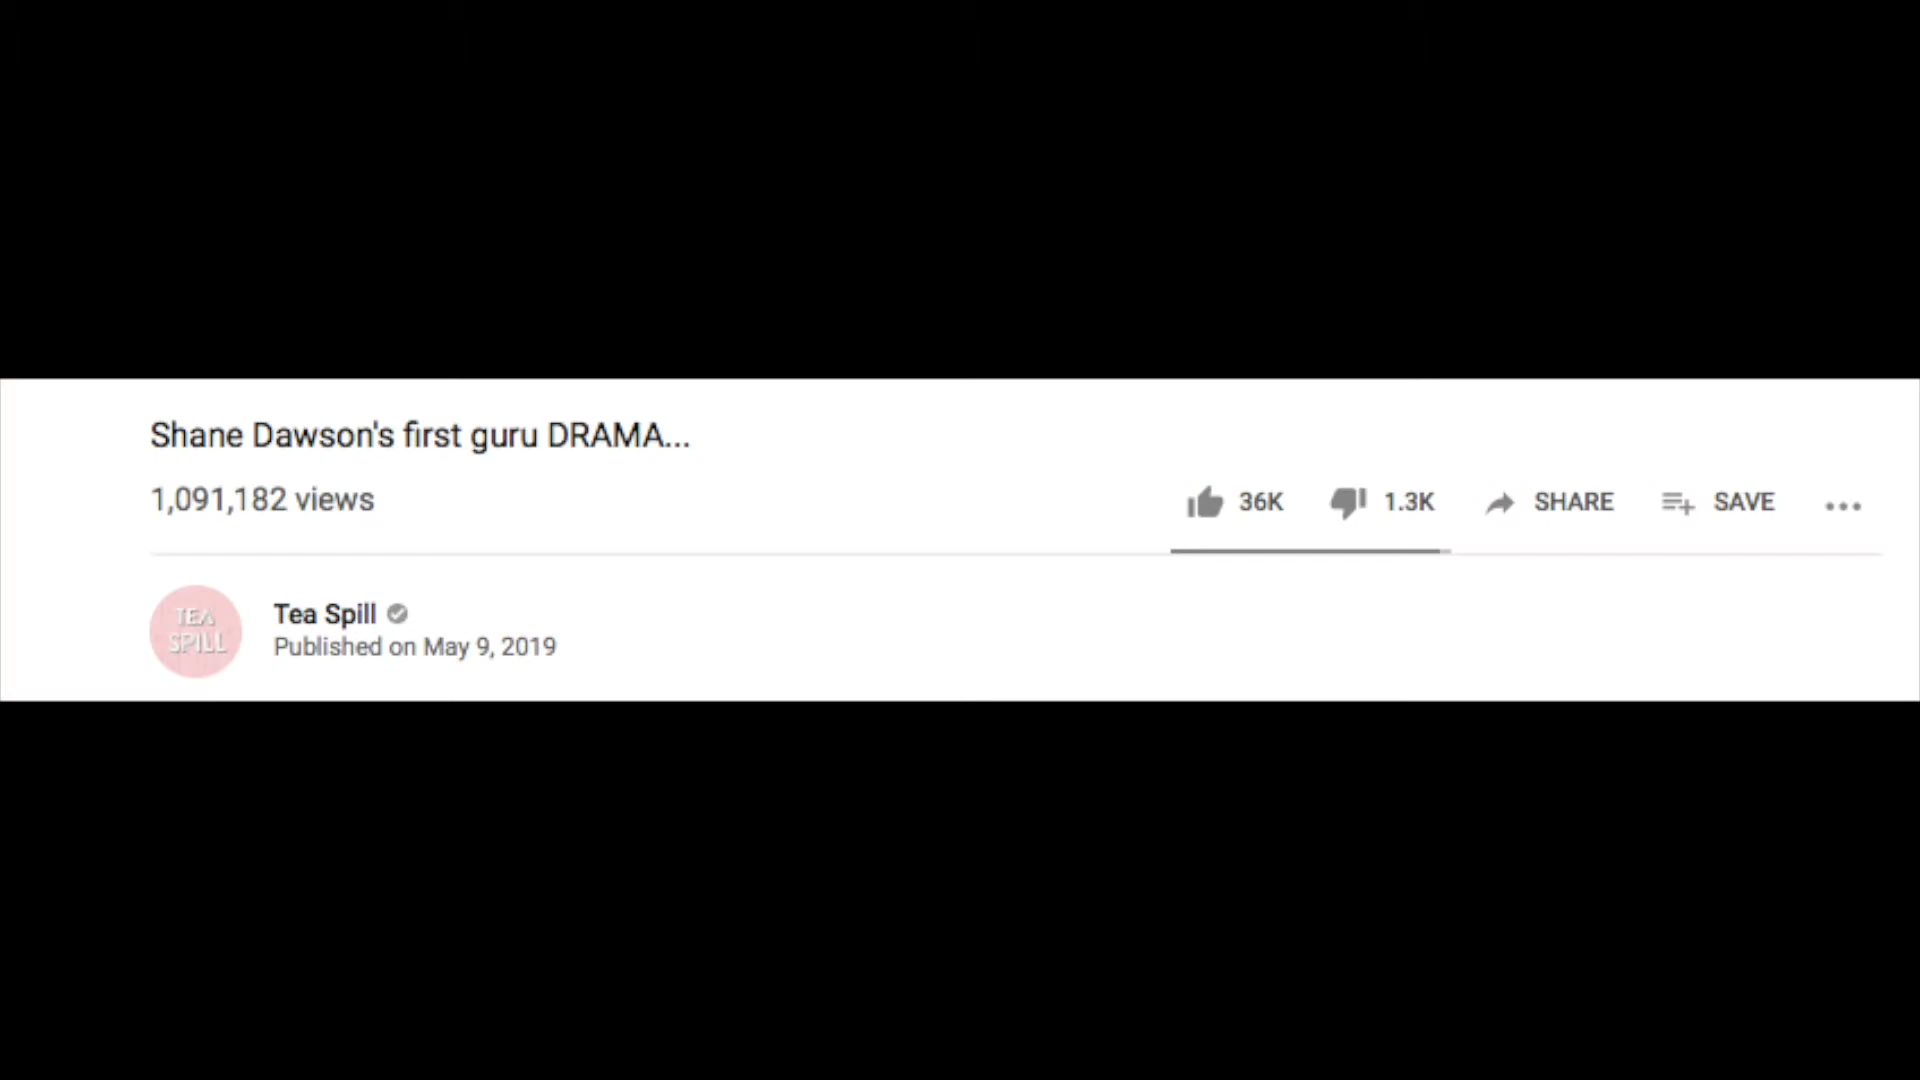 Shane Dawson's first guru DRAMA...
1,091,182 views
36K 1.3K SHARE SAVE
TEA
SPILL
Tea Spill
Published on May 9, 2019